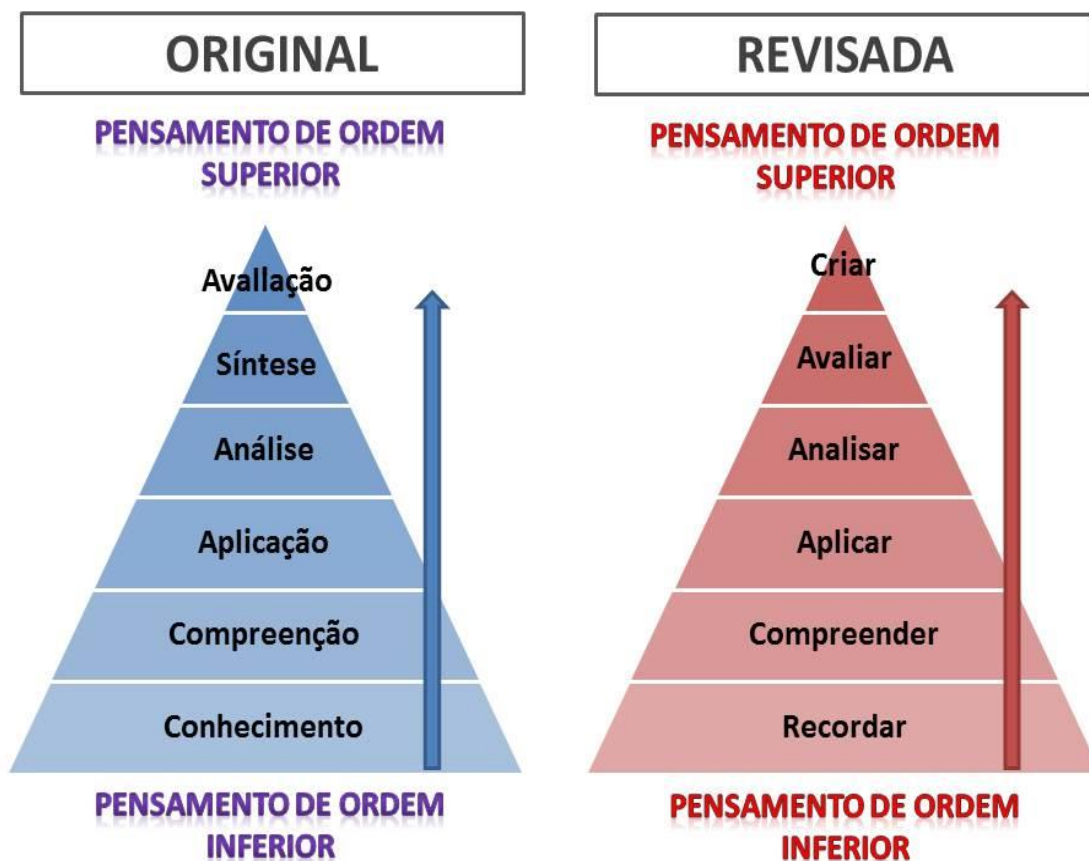 ORIGINAL
PENSAMENTO DE ORDEM
SUPERIOR
Avallação
Síntese
Análise
Aplicação
Compreenção
Conhecimento
PENSAMENTO DE ORDEM
INFERIOR
REVISADA
PENSAMENTO DE ORDEM
SUPERIOR
Criar
Avaliar
Analisar
Aplicar
Compreender
Recordar
PENSAMENTO DE ORDEM
INFERIOR